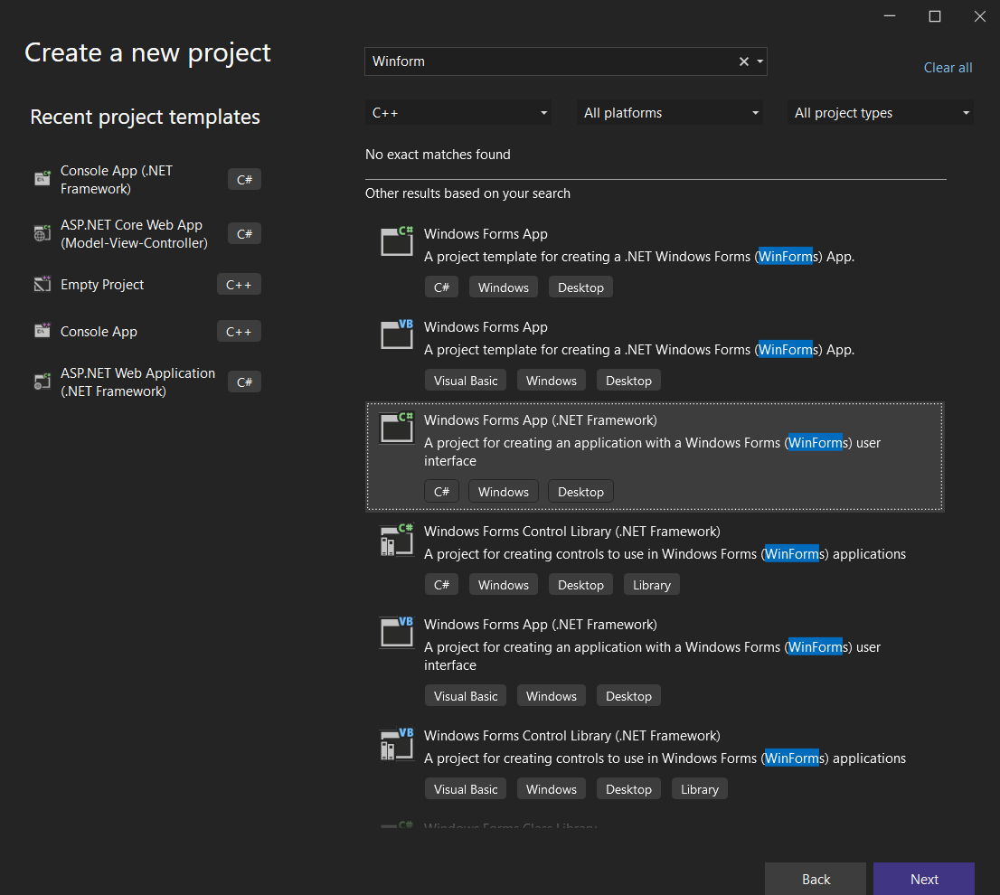 Create a new project
Recent project templates
Console App (.NET
Framework)
C#
ASP.NET Core Web App
(Model-View-Controller)
C#
Empty Project
C++
Console App
C++
ASP.NET Web Application
(.NET Framework)
C#
Winform
Clear all
C++
All platforms
All project types
No exact matches found
Other results based on your search
Windows Forms App
A project template for creating a .NET Windows Forms (WinForms) App.
C# Windows Desktop
Windows Forms App
A project template for creating a .NET Windows Forms (WinForms) App.
Visual Basic Windows Desktop
Windows Forms App (.NET Framework)
A project for creating an application with a Windows Forms (WinForms) user
interface
C# Windows Desktop
Windows Forms Control Library (.NET Framework)
A project for creating controls to use in Windows Forms (WinForms) applications
C# Windows Desktop Library
Windows Forms App (.NET Framework)
A project for creating an application with a Windows Forms (WinForms) user
interface
Visual Basic Windows Desktop
Windows Forms Control Library (.NET Framework)
A project for creating controls to use in Windows Forms (WinForms) applications
Visual Basic Windows Desktop Library
Windows Forms Class Library
Back
Next